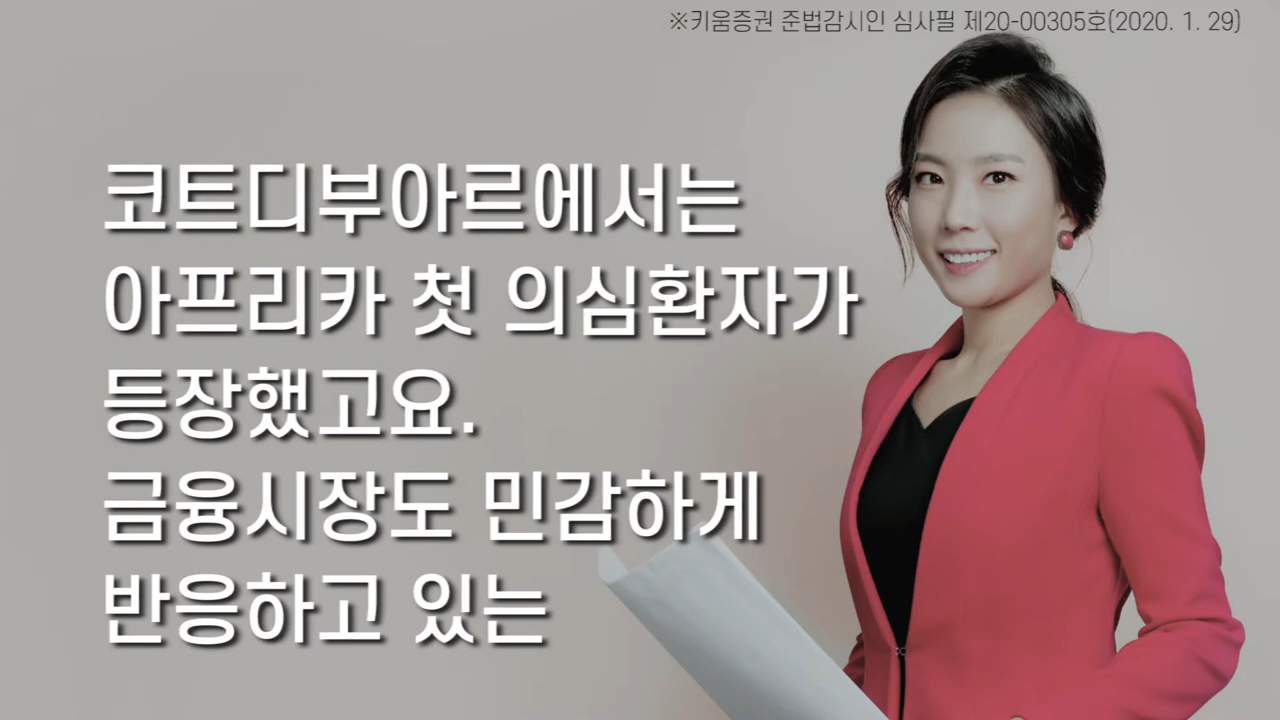 ※키움증권 준법감시인 심사필 제20-00305호(2020. 1. 29)
코트디부아르에서는
아프리카 첫 의심환자가
등장했고요.
금융시장도 민감하게
반응하고 있는